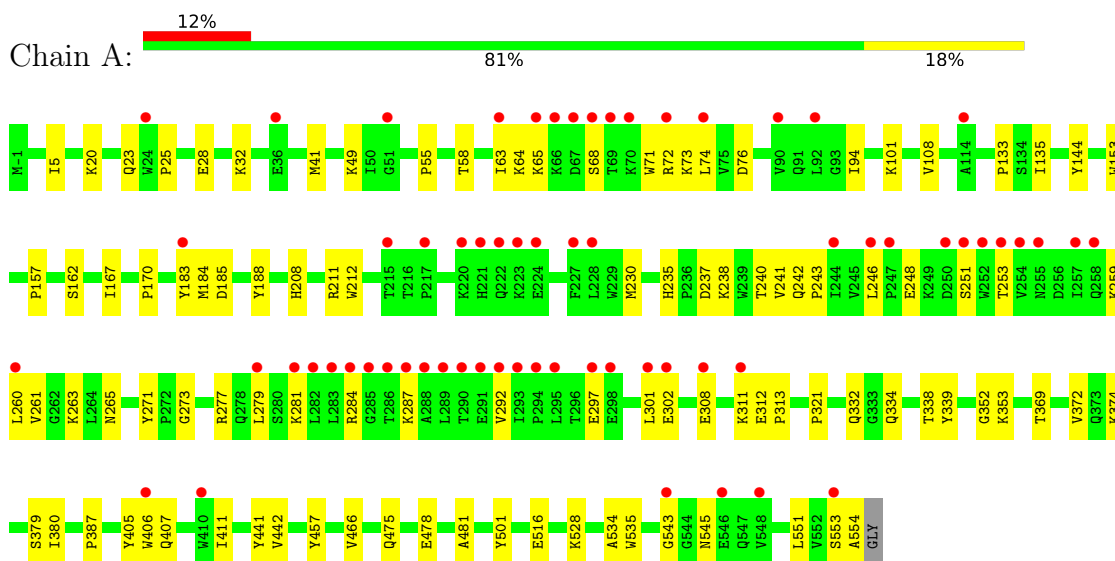 12%
Chain A:
81% 18%
M-1 I5 K20 Q23 W24 P25 E28 K32 E36 M41 K49 I50 G51 P55 T58 I63 K64 K65 K66 D67 S68 T69 K70 W71 R72 K73 L74 V75 D76 V90 Q91 L92 G93 I94 K101 V108 A114 P133 S134 I135 Y144 W153
P157 S162 I167 P170 Y183 M184 D185 Y188 H208 R211 W212 T215 T216 P217 K220 H221 Q222 K223 E224 F227 L228 W229 M230 H235 P236 D237 K238 W239 T240 V241 Q242 P243 I244 V245 L246 P247 E248 K249 D250 S251 W252 T253 V254 N255 D256 I257 Q258 K259
L260 V261 G262 K263 L264 N265 Y271 P272 G273 R277 Q278 L279 S280 K281 L282 L283 R284 G285 T286 K287 A288 L289 T290 E291 V292 I293 P294 L295 T296 E297 E298 L301 E302 E308 K311 E312 P313 P321 Q332 G333 Q334 T338 Y339 G352 K353 T369 V372 Q373 K374
S379 I380 P387 Y405 W406 Q407 W410 I411 Y441 V442 Y457 V466 Q475 E478 A481 Y501 E516 K528 A534 W535 G543 G544 N545 E546 Q547 V548 L551 V552 S553 A554 GLY